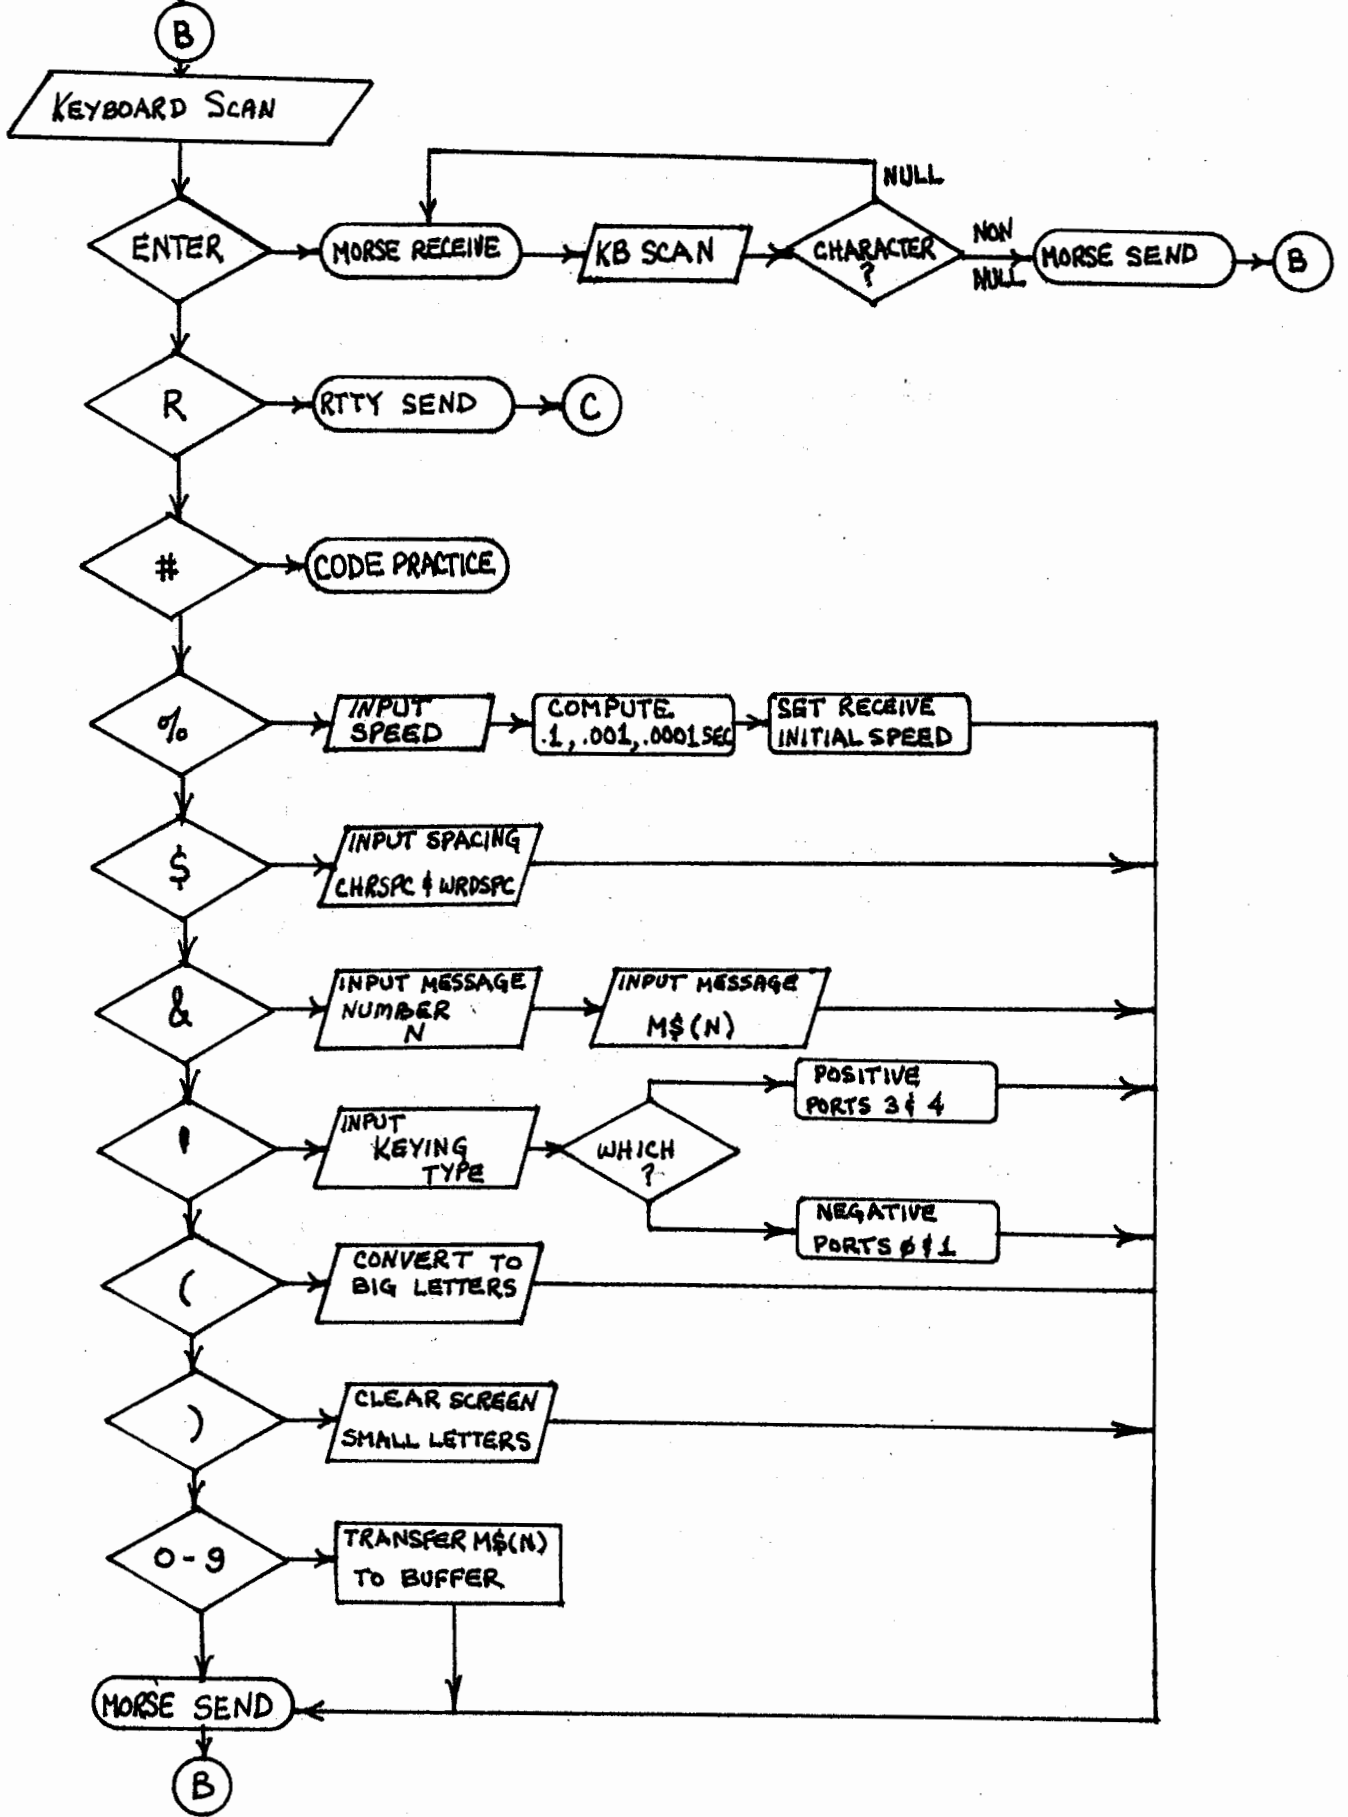 B
KEYBOARD SCAN
NULL
ENTER
MORSE RECEIVE
KB SCAN
CHARACTER
?
NON
NULL
MORSE SEND
B
R
RTTY SEND
C
#
CODE PRACTICE
%
INPUT
SPEED
COMPUTE
.1, .001, .0001 SEC
SET RECEIVE
INITIAL SPEED
$
INPUT SPACING
CHRSPC & WRDSPC
&
INPUT MESSAGE
NUMBER
N
INPUT MESSAGE
M$(N)
'
INPUT
KEYING
TYPE
WHICH
?
POSITIVE
PORTS 3 & 4
NEGATIVE
PORTS 0 & 1
(
CONVERT TO
BIG LETTERS
)
CLEAR SCREEN
SMALL LETTERS
0-9
TRANSFER M$(N)
TO BUFFER
MORSE SEND
B